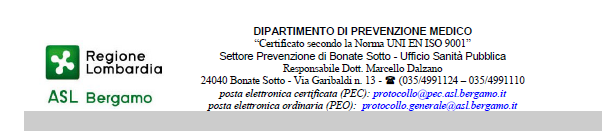 Regione
Lombardia
ASL Bergamo
DIPARTIMENTO DI PREVENZIONE MEDICO
“Certificato secondo la Norma UNI EN ISO 9001”
Settore Prevenzione di Bonate Sotto - Ufficio Sanità Pubblica
Responsabile Dott. Marcello Dalzano
24040 Bonate Sotto - Via Garibaldi n. 13 - ☎ (035/4991124 – 035/4991110
posta elettronica certificata (PEC): protocollo@pec.asl.bergamo.it
posta elettronica ordinaria (PEO): protocollo.generale@asl.bergamo.it